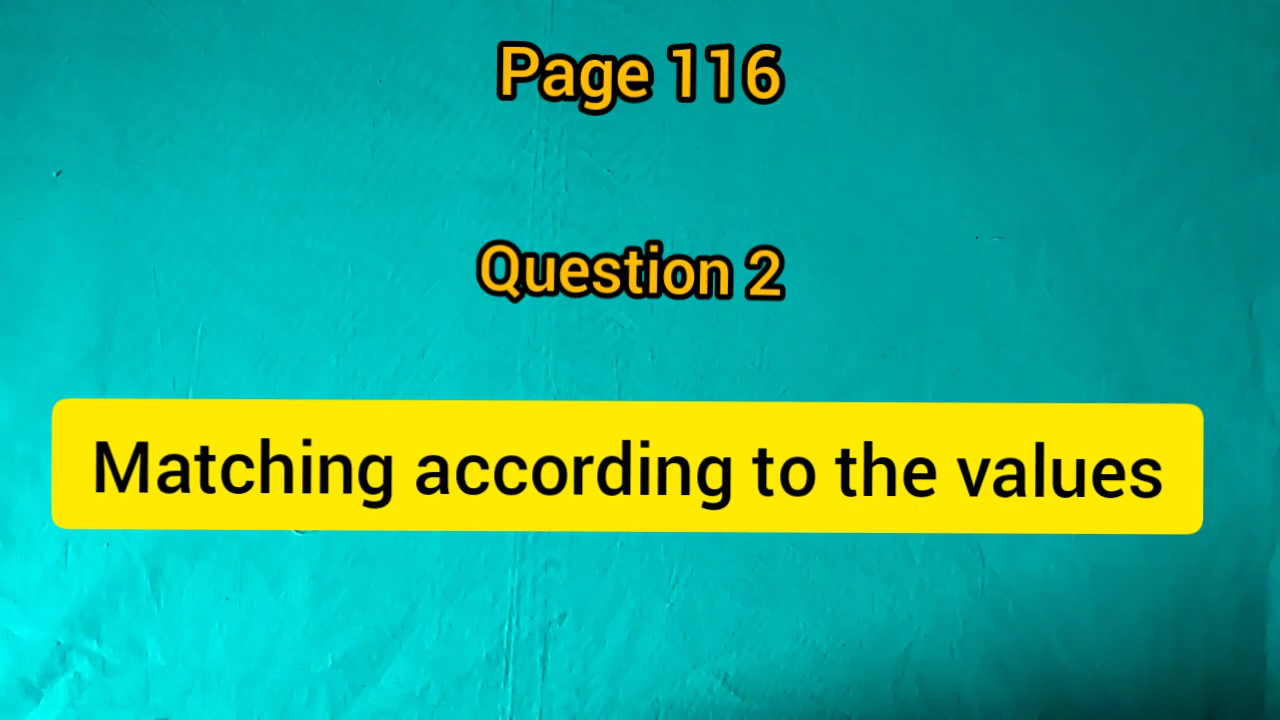 Page 116
Question 2
Matching according to the values